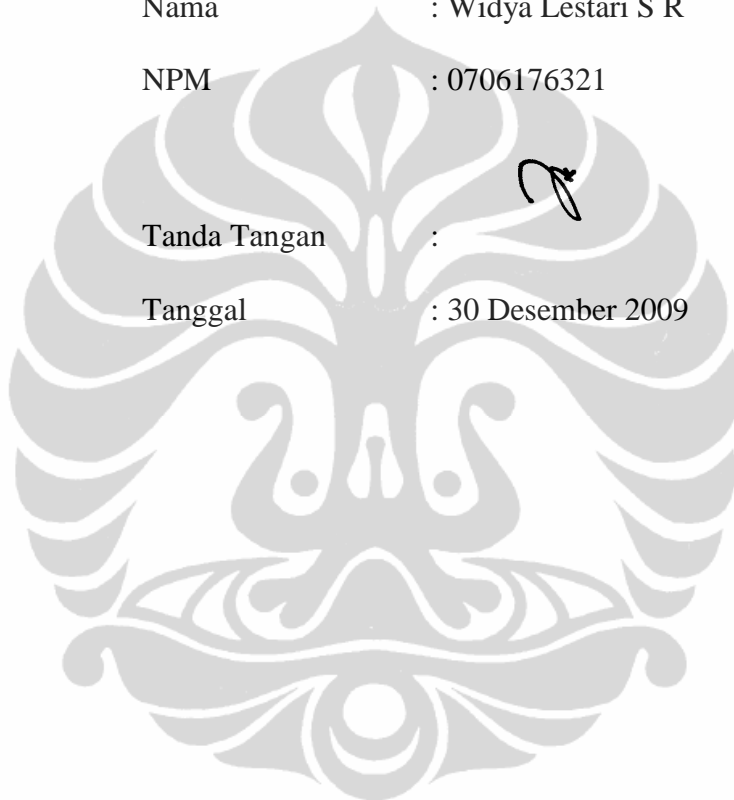 Nama : Widya Lestari S R
NPM : 0706176321
Tanda Tangan :
Tanggal : 30 Desember 2009